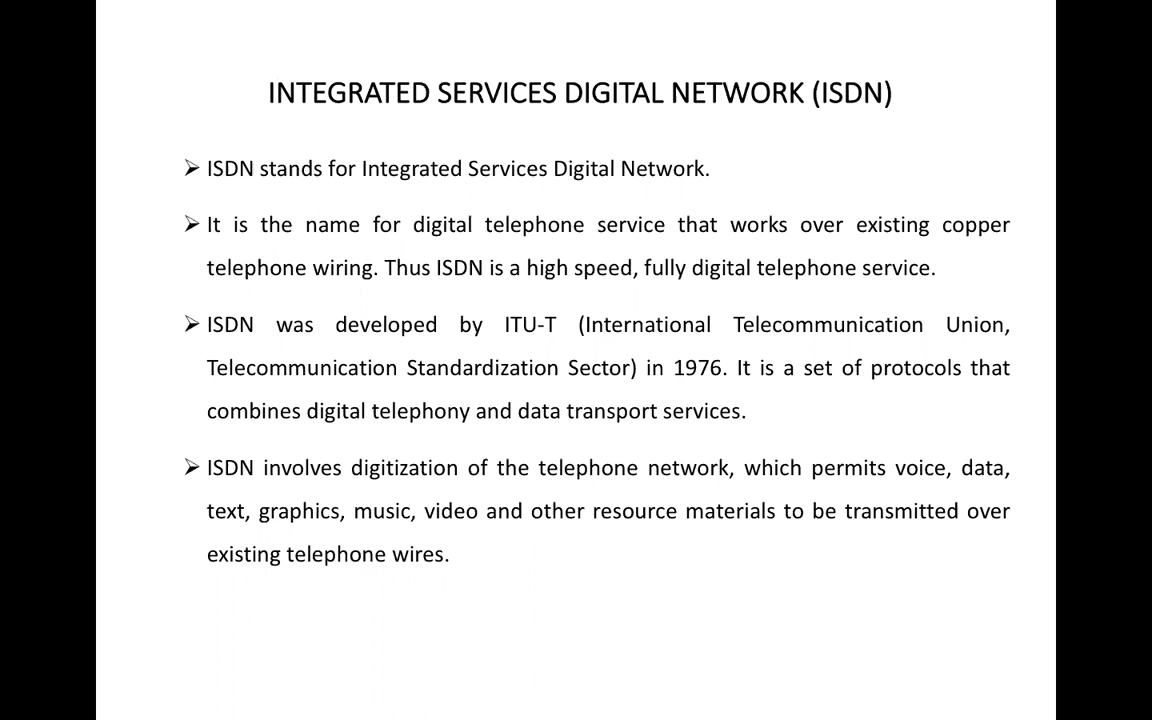 INTEGRATED SERVICES DIGITAL NETWORK (ISDN)
➢ ISDN stands for Integrated Services Digital Network.
➢ It is the name for digital telephone service that works over existing copper
telephone wiring. Thus ISDN is a high speed, fully digital telephone service.
➢ ISDN was developed by ITU-T (International Telecommunication Union,
Telecommunication Standardization Sector) in 1976. It is a set of protocols that
combines digital telephony and data transport services.
➢ ISDN involves digitization of the telephone network, which permits voice, data,
text, graphics, music, video and other resource materials to be transmitted over
existing telephone wires.